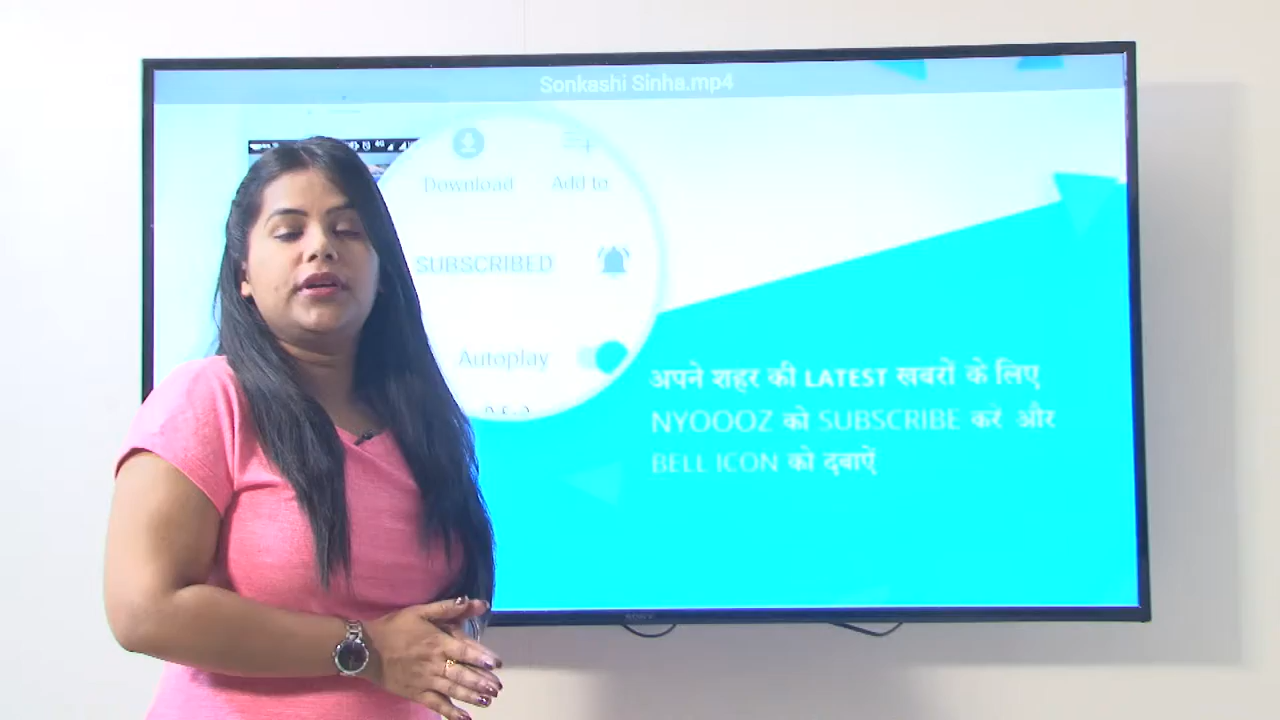 Sonkashi Sinha.mp4
Download Add to
SUBSCRIBED
Autoplay
अपने शहर की LATEST खबरों के लिए
NYOOOZ को SUBSCRIBE करें और
BELL ICON को दबाऐं
SONY